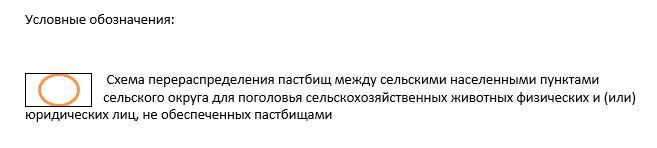 Условные обозначения:
Схема перераспределения пастбищ между сельскими населенными пунктами
сельского округа для поголовья сельскохозяйственных животных физических и (или)
юридических лиц, не обеспеченных пастбищами